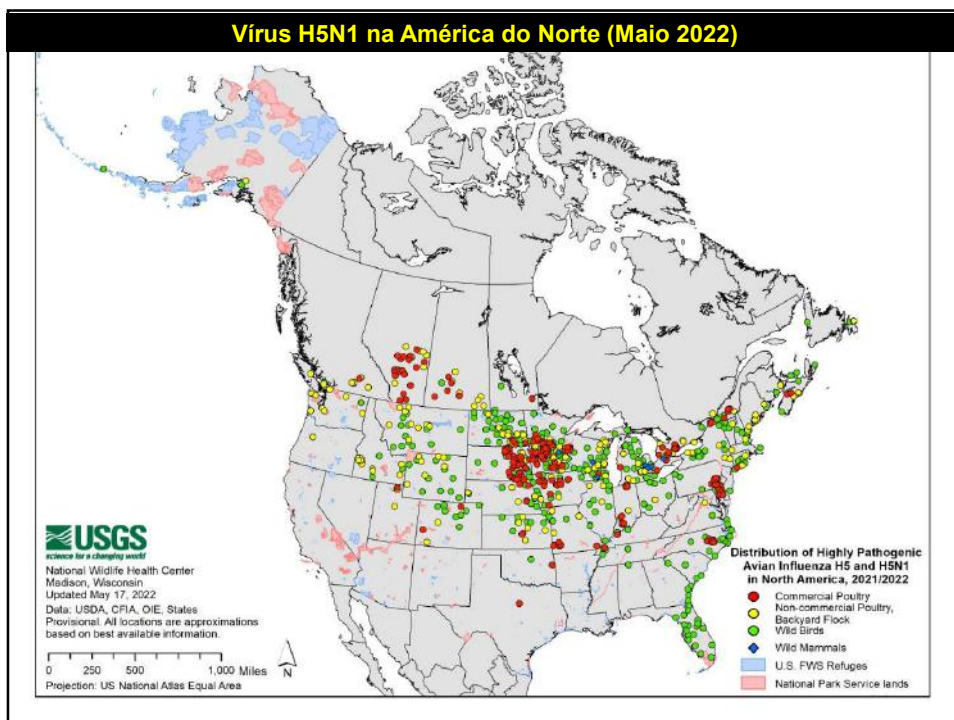 Vírus H5N1 na América do Norte (Maio 2022)
USGS
science for a changing world
National Wildlife Health Center
Madison, Wisconsin
Updated May 17, 2022
Data: USDA, CFIA, OIE, States
Provisional. All locations are approximations
based on best available information.
0 250 500 1,000 Miles
N
Projection: US National Atlas Equal Area
Distribution of Highly Pathogenic
Avian Influenza H5 and H5N1
in North America, 2021/2022
Commercial Poultry
Non-commercial Poultry,
Backyard Flock
Wild Birds
Wild Mammals
U.S. FWS Refuges
National Park Service lands